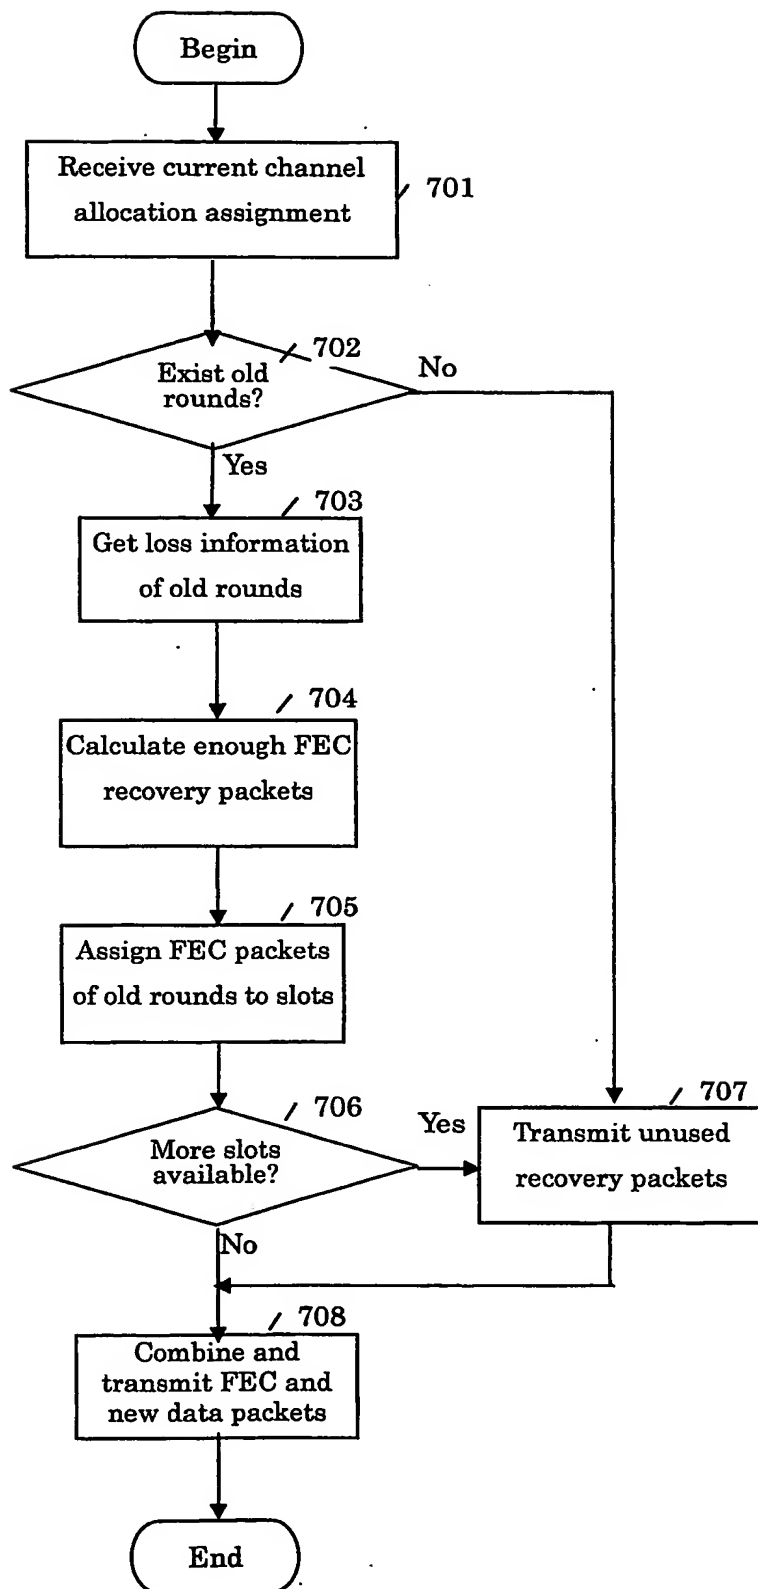 Begin
Receive current channel
allocation assignment
701
702
Exist old
rounds?
No
Yes
703
Get loss information
of old rounds
704
Calculate enough FEC
recovery packets
705
Assign FEC packets
of old rounds to slots
706
More slots
available?
Yes
707
Transmit unused
recovery packets
No
708
Combine and
transmit FEC and
new data packets
End